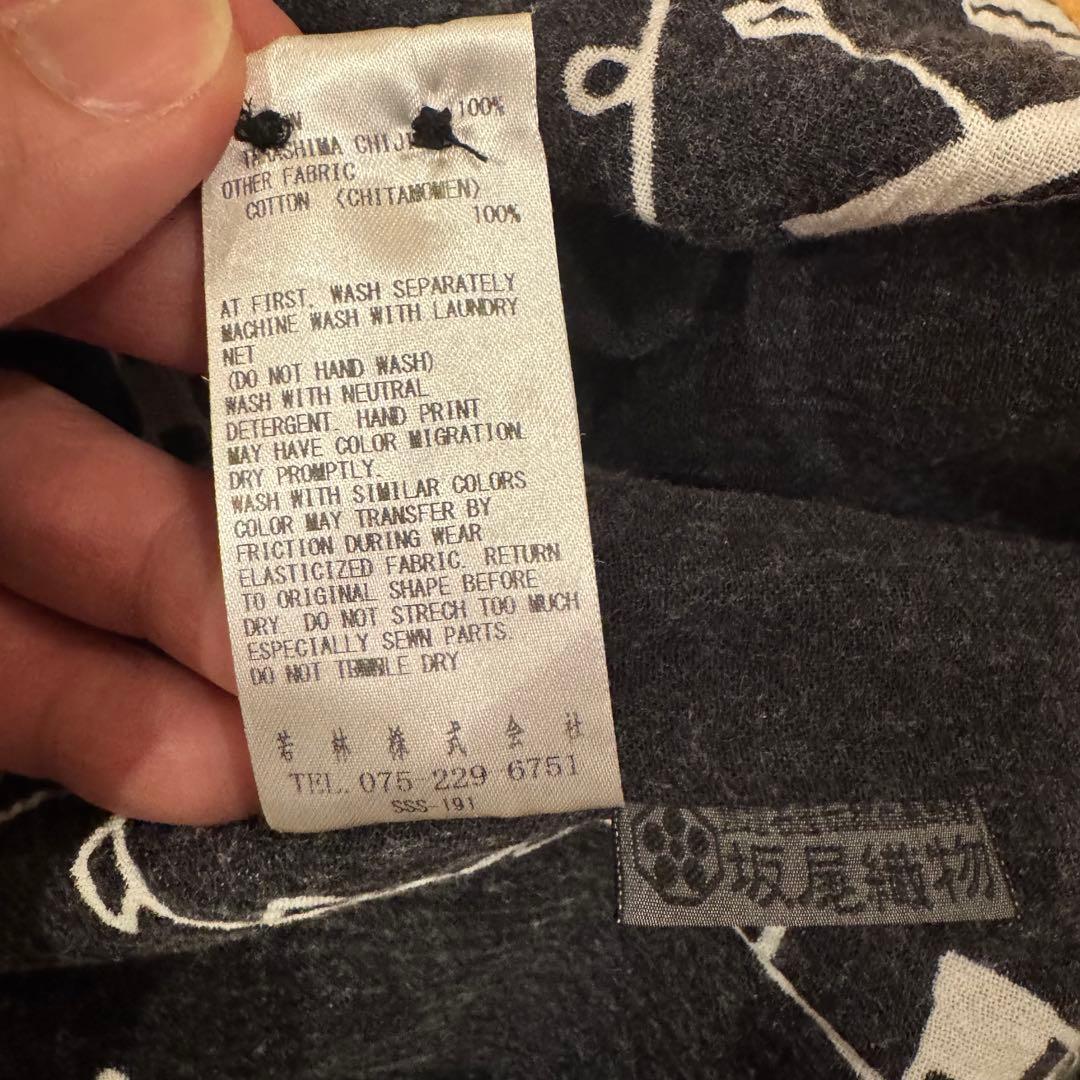 100%
OTHER FABRIC
COTTON (CHITAMOMEN)
100%
AT FIRST, WASH SEPARATELY
MACHINE WASH WITH LAUNDRY
NET
(DO NOT HAND WASH)
WASH WITH NEUTRAL
DETERGENT. HAND PRINT
MAY HAVE COLOR MIGRATION.
DRY PROMPTLY.
WASH WITH SIMILAR COLORS
COLOR MAY TRANSFER BY
FRICTION DURING WEAR
ELASTICIZED FABRIC. RETURN
TO ORIGINAL SHAPE BEFORE
DRY. DO NOT STRECH TOO MUCH
ESPECIALLY SEWN PARTS.
DO NOT DRY
若林株式会社
TEL. 075-229-6751
SSS-191
坂尾織物